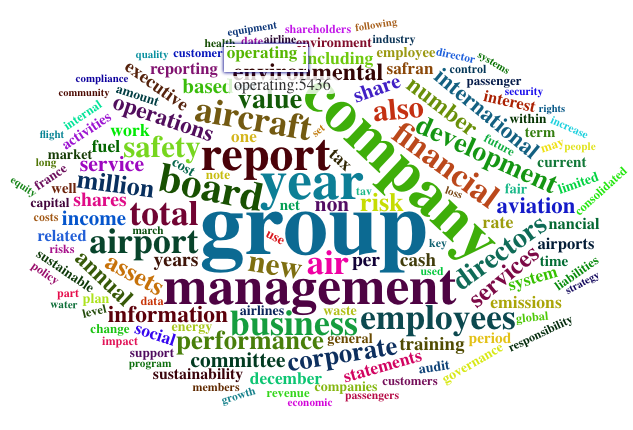 equipment
shareholders
following
health
date
airline
environment
industry
quality
customer
operating
including
employee
director
systems
reporting
environmental
safran
control
compliance
executive
based
operating:5436
share
number
international
passenger
security
community
amount
value
interest
rights
internal
operations
aircraft
also
within
increase
activities
work
one
set
company
financial
development
term
flight
fuel
safety
report
tax
future
may
people
market
service
cost
note
year
current
long
france
million
board
tav
loss
fair
limited
consolidated
equity
well
shares
net
non
risk
aviation
capital
costs
income
total
group
rate
nancial
related
airport
march
use
key
directors
airports
risks
years
new
air
per
cash
services
time
sustainable
annual
assets
used
system
liabilities
policy
management
strategy
part
plan
data
emissions
water
level
information
airlines
waste
employees
global
change
social
energy
business
responsibility
impact
performance
general
training
period
support
committee
corporate
statements
governance
program
sustainability
december
audit
members
companies
customers
growth
revenue
passengers
economic